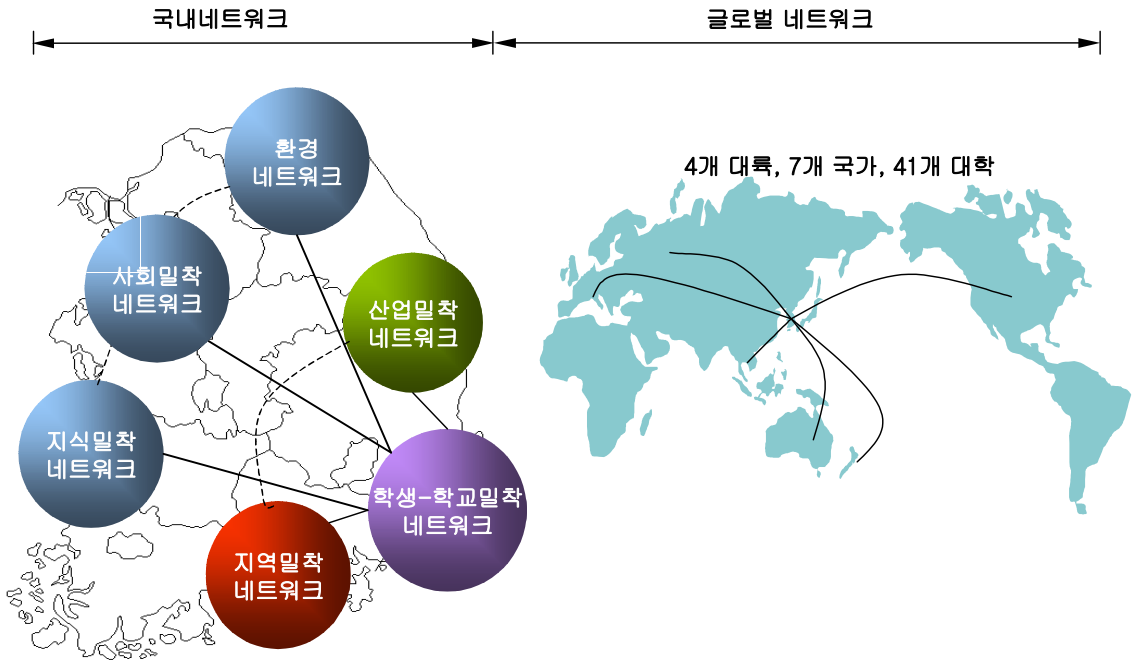 국내네트워크
글로벌 네트워크
환경
네트워크
4개 대륙, 7개 국가, 41개 대학
사회밀착
네트워크
산업밀착
네트워크
지식밀착
네트워크
학생-학교밀착
네트워크
지역밀착
네트워크